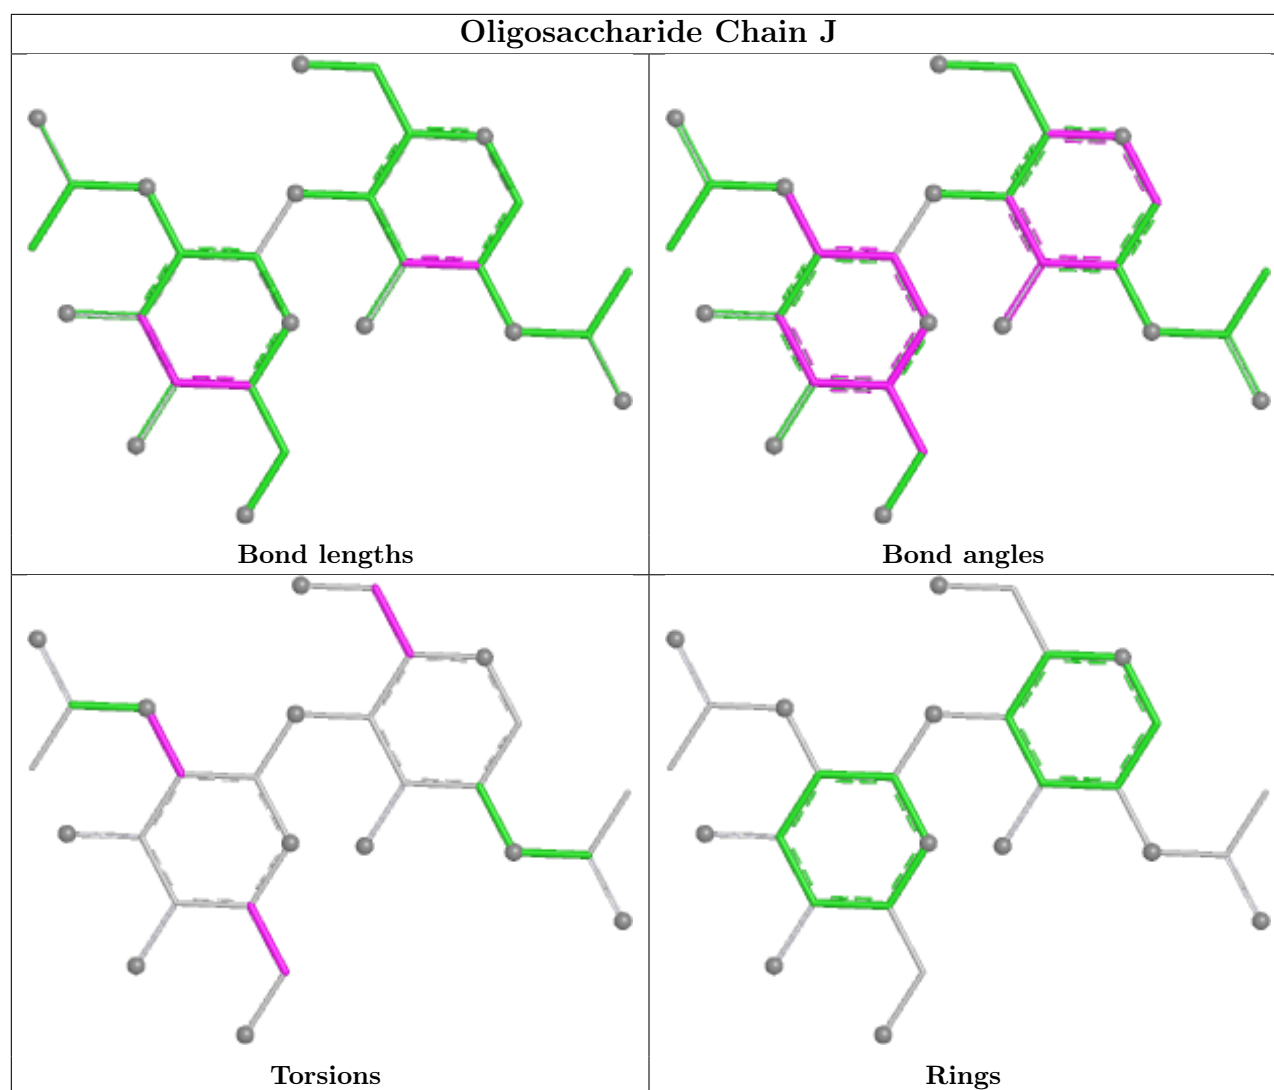 Oligosaccharide Chain J
Bond lengths
Bond angles
Torsions
Rings